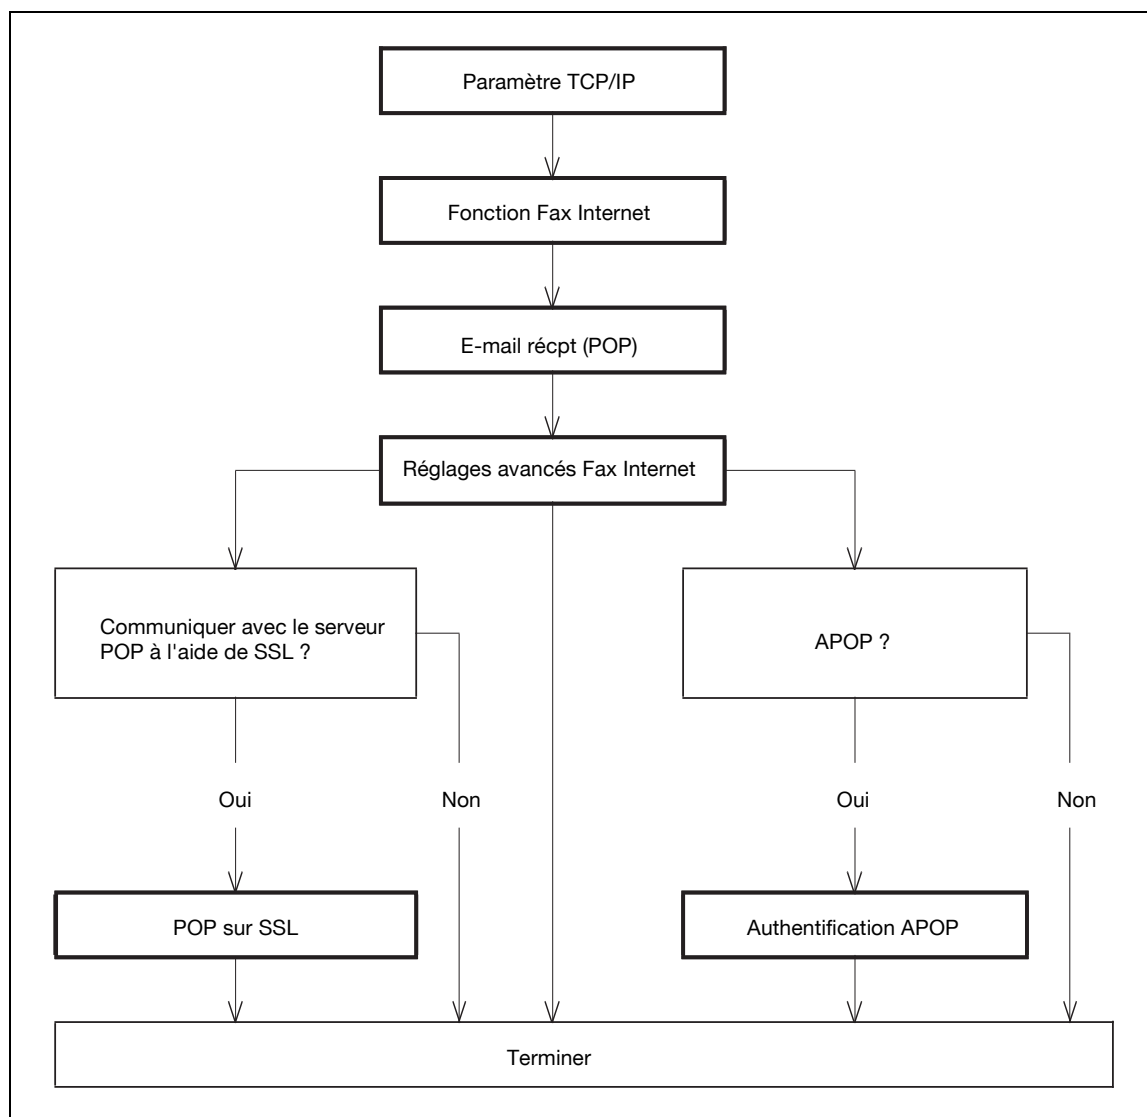 Paramètre TCP/IP
Fonction Fax Internet
E-mail récpt (POP)
Réglages avancés Fax Internet
Communiquer avec le serveur
POP à l'aide de SSL ?
APOP ?
Oui
Non
Oui
Non
POP sur SSL
Authentification APOP
Terminer